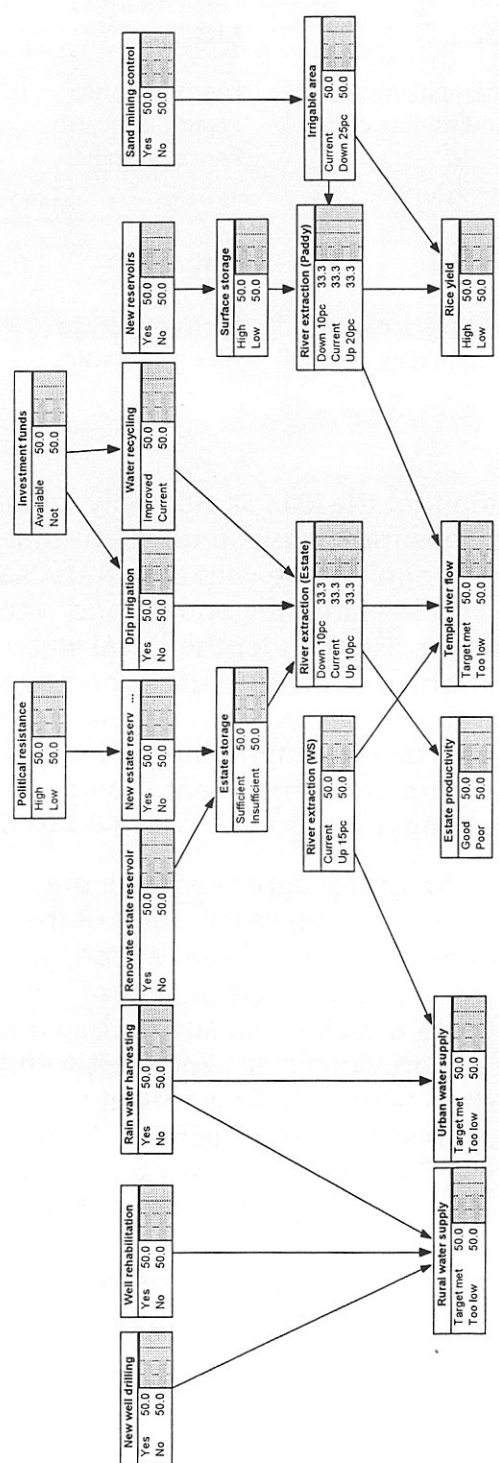 Political resistance
High 50.0
Low 50.0
Investment funds
Available 50.0
Not 50.0
New well drilling
Yes 50.0
No 50.0
Well rehabilitation
Yes 50.0
No 50.0
Rain water harvesting
Yes 50.0
No 50.0
Renovate estate reservoir
Yes 50.0
No 50.0
New estate reserv ...
Yes 50.0
No 50.0
Drip irrigation
Yes 50.0
No 50.0
Water recycling
Improved 50.0
Current 50.0
New reservoirs
Yes 50.0
No 50.0
Sand mining control
Yes 50.0
No 50.0
Estate storage
Sufficient 50.0
Insufficient 50.0
Surface storage
High 50.0
Low 50.0
River extraction (WS)
Current 50.0
Up 15pc 50.0
River extraction (Estate)
Down 10pc 33.3
Current 33.3
Up 10pc 33.3
River extraction (Paddy)
Down 10pc 33.3
Current 33.3
Up 20pc 33.3
Irrigable area
Current 50.0
Down 25pc 50.0
Rural water supply
Target met 50.0
Too low 50.0
Urban water supply
Target met 50.0
Too low 50.0
Estate productivity
Good 50.0
Poor 50.0
Temple river flow
Target met 50.0
Too low 50.0
Rice yield
High 50.0
Low 50.0